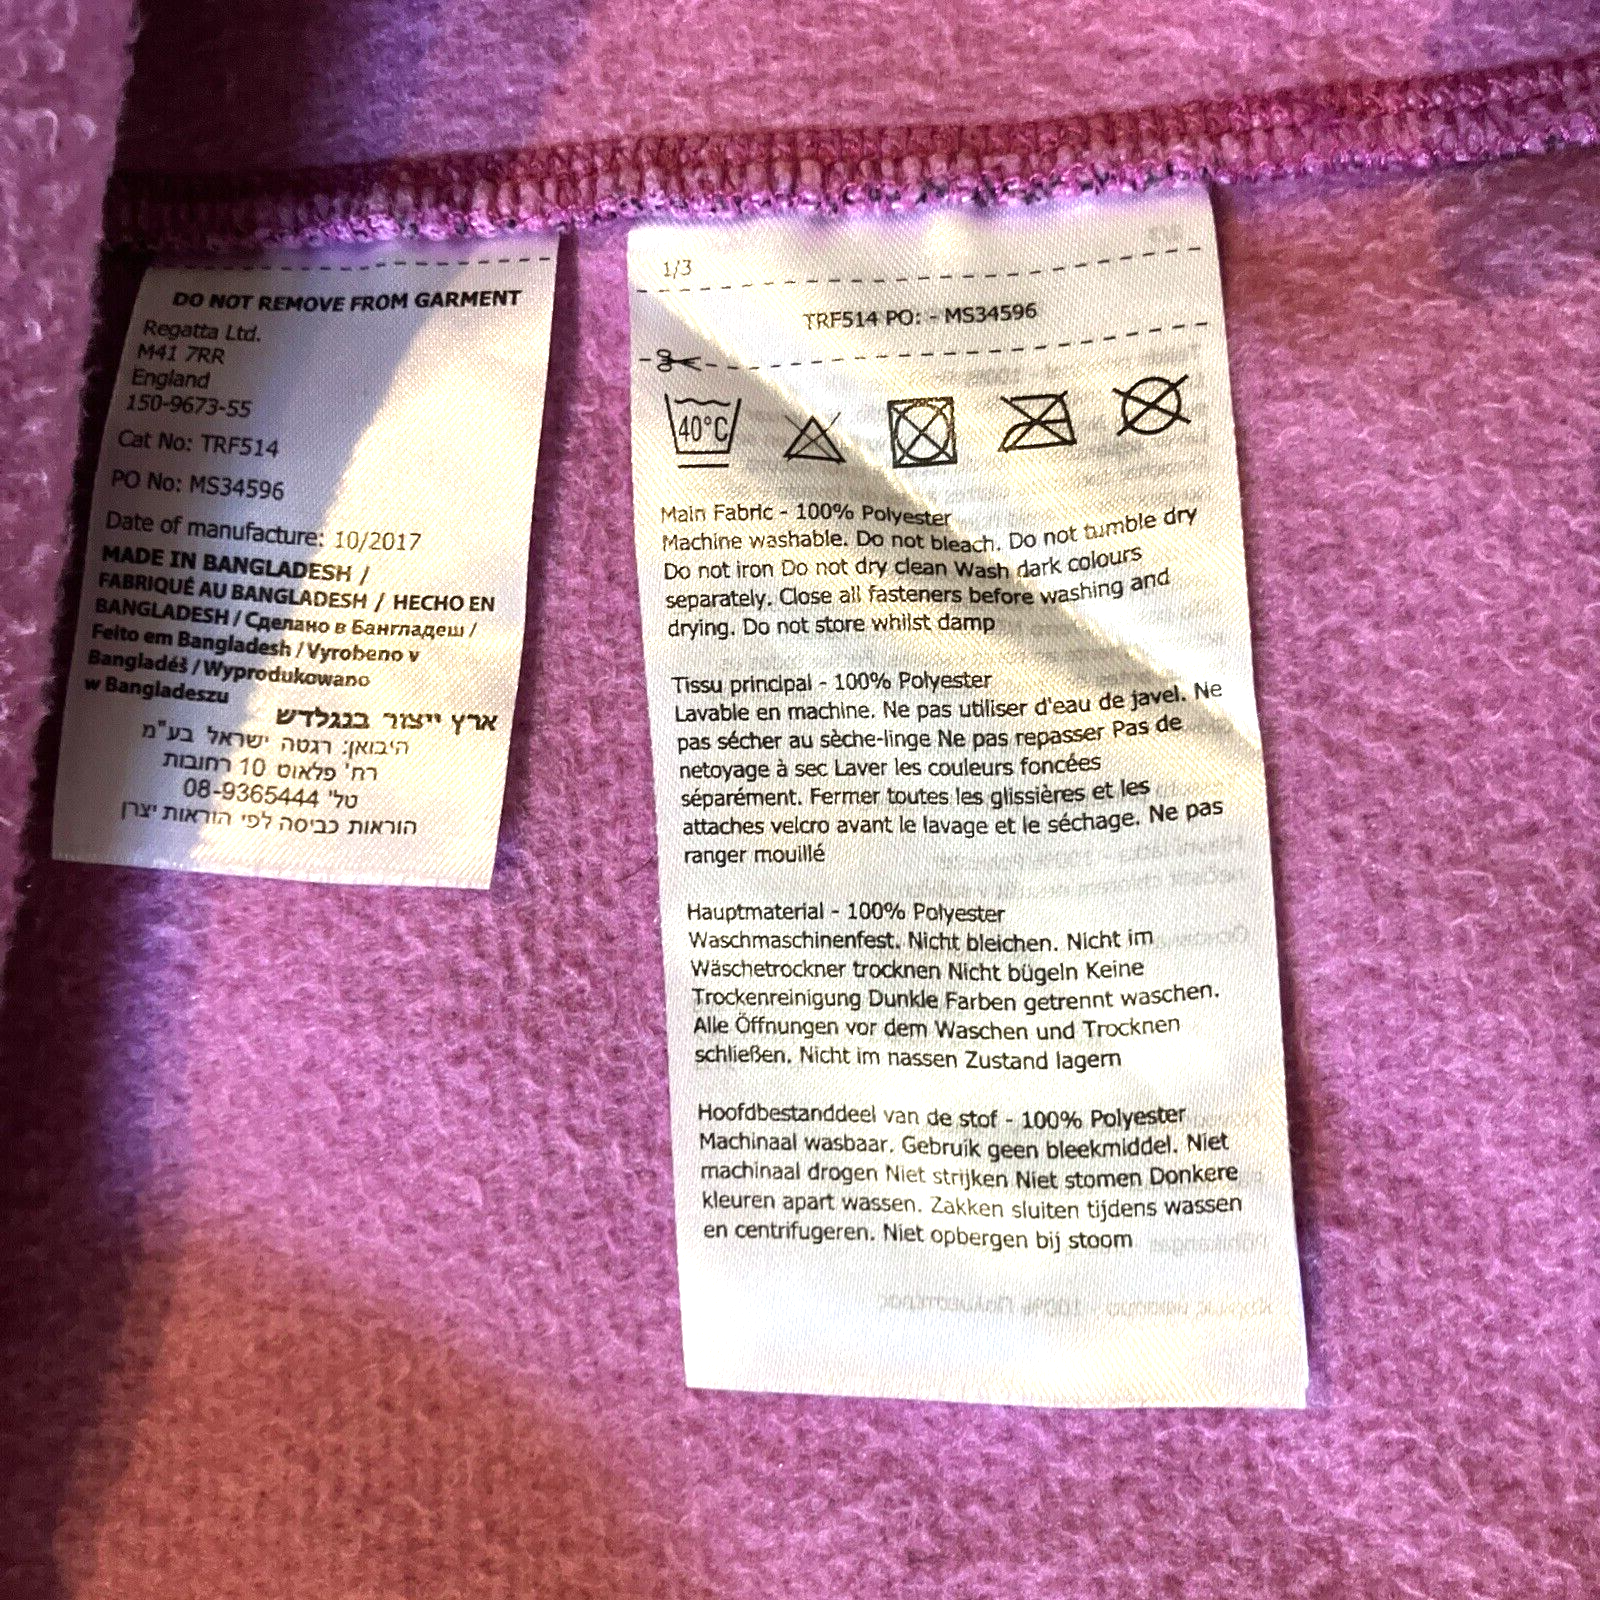 DO NOT REMOVE FROM GARMENT
Regatta Ltd.
M41 7RR
England
150-9673-55
Cat No: TRF514
PO No: MS34596
Date of manufacture: 10/2017
MADE IN BANGLADESH /
FABRIQUÉ AU BANGLADESH / HECHO EN
BANGLADESH / Сделано в Бангладеш /
Feito em Bangladesh / Vyrobeno v
Bangladéš / Wyprodukowano
w Bangladeszu
ארץ ייצור בנגלדש
היבואן: רגטה ישראל בע"מ
רח' פלאוט 10 רחובות
טל' 08-9365444
הוראות כביסה לפי הוראות יצרן
1/3
TRF514 PO: - MS34596
40°C
Main Fabric - 100% Polyester
Machine washable. Do not bleach. Do not tumble dry
Do not iron Do not dry clean Wash dark colours
separately. Close all fasteners before washing and
drying. Do not store whilst damp
Tissu principal - 100% Polyester
Lavable en machine. Ne pas utiliser d'eau de javel. Ne
pas sécher au sèche-linge Ne pas repasser Pas de
netoyage à sec Laver les couleurs foncées
séparément. Fermer toutes les glissières et les
attaches velcro avant le lavage et le séchage. Ne pas
ranger mouillé
Hauptmaterial - 100% Polyester
Waschmaschinenfest. Nicht bleichen. Nicht im
Wäschetrockner trocknen Nicht bügeln Keine
Trockenreinigung Dunkle Farben getrennt waschen.
Alle Öffnungen vor dem Waschen und Trocknen
schließen. Nicht im nassen Zustand lagern
Hoofdbestanddeel van de stof - 100% Polyester
Machinaal wasbaar. Gebruik geen bleekmiddel. Niet
machinaal drogen Niet strijken Niet stomen Donkere
kleuren apart wassen. Zakken sluiten tijdens wassen
en centrifugeren. Niet opbergen bij stoom